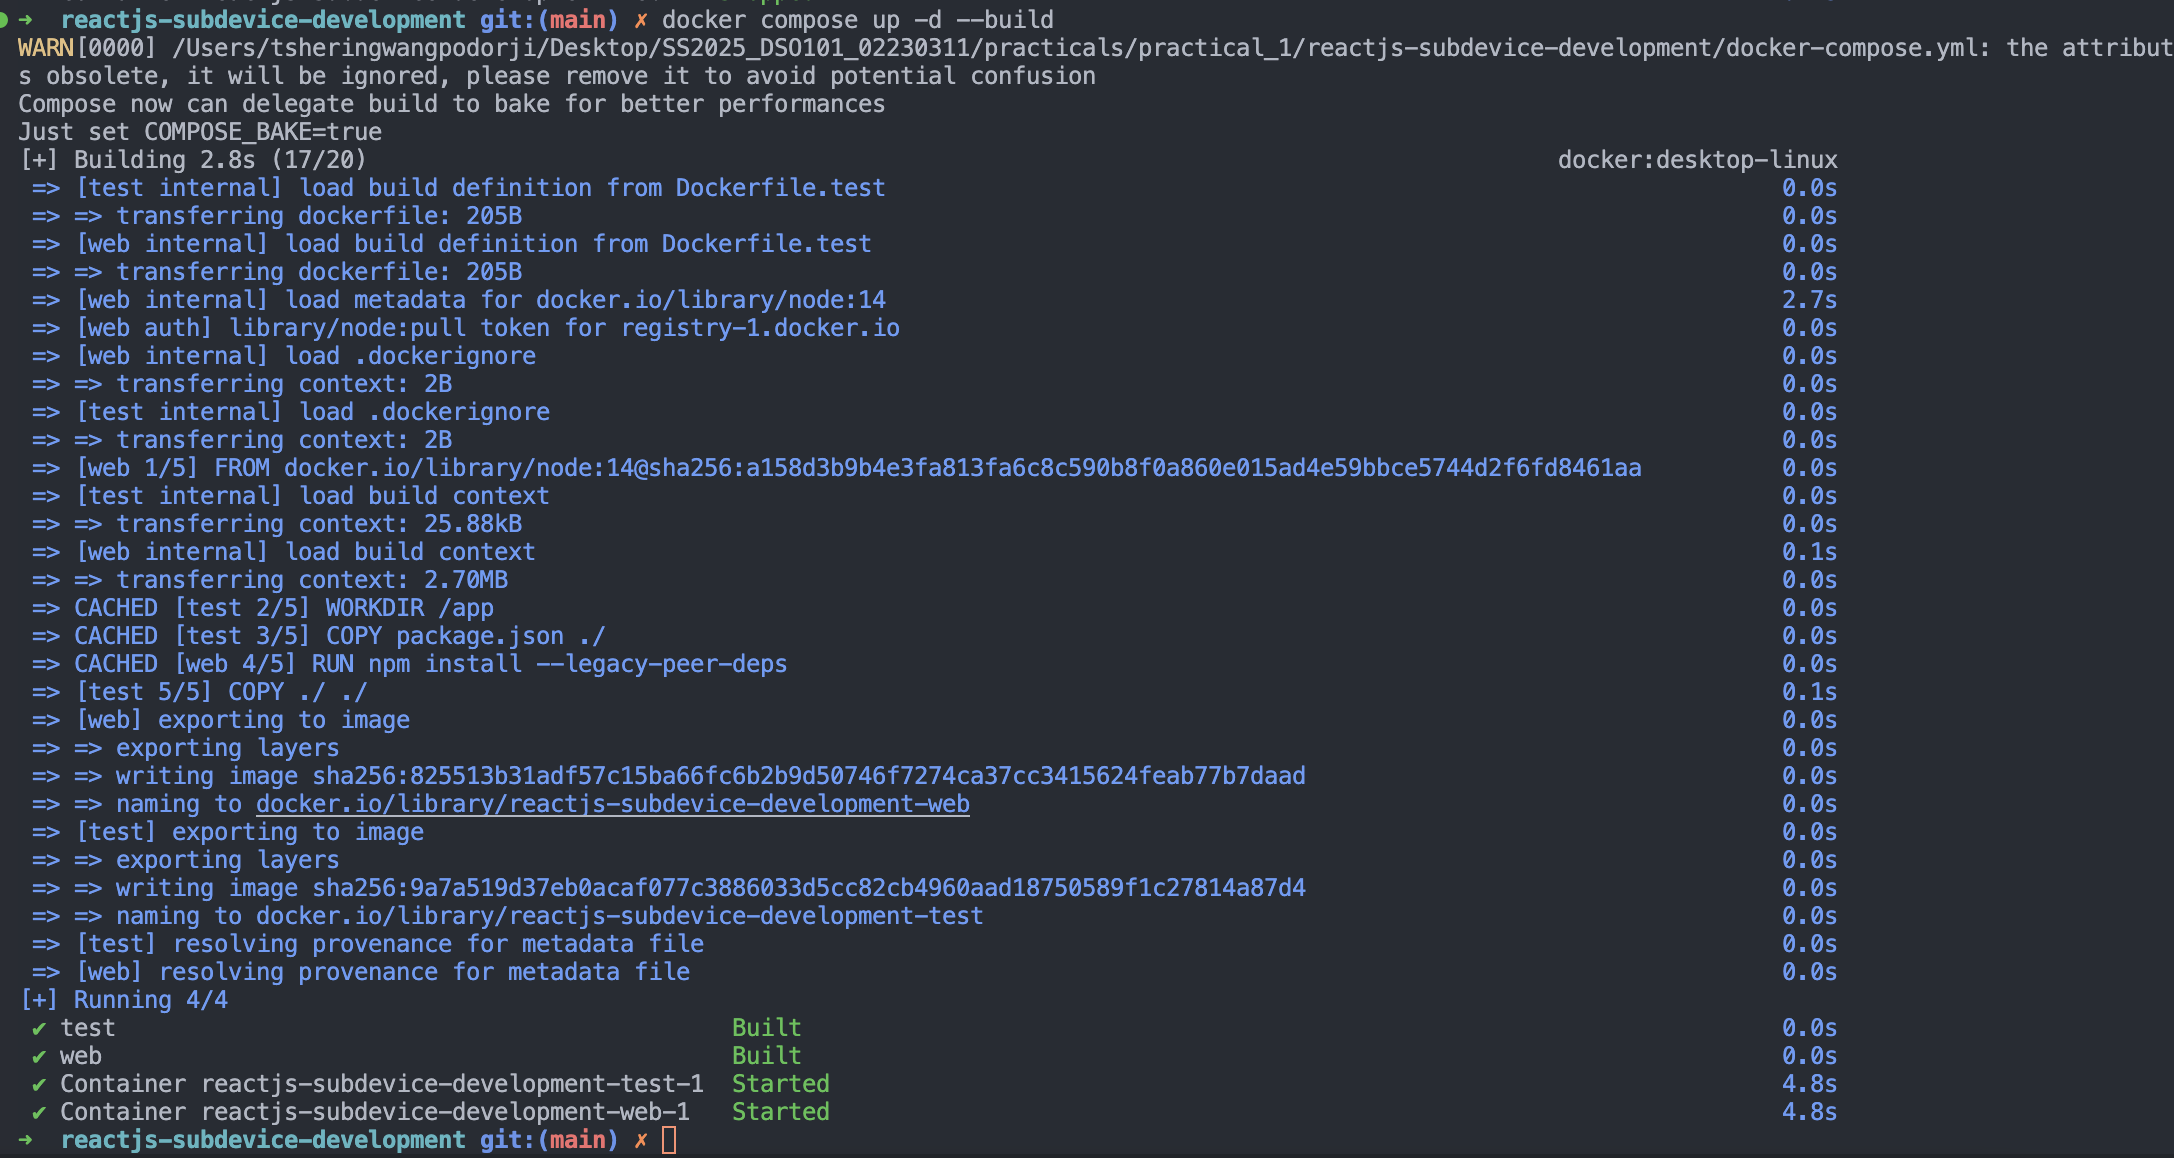 ➜  reactjs-subdevice-development git:(main) ✗ docker compose up -d --build
WARN[0000] /Users/tsheringwangpodorji/Desktop/SS2025_DSO101_02230311/practicals/practical_1/reactjs-subdevice-development/docker-compose.yml: the attribut
s obsolete, it will be ignored, please remove it to avoid potential confusion
Compose now can delegate build to bake for better performances
Just set COMPOSE_BAKE=true
[+] Building 2.8s (17/20) docker:desktop-linux
=> [test internal] load build definition from Dockerfile.test 0.0s
=> => transferring dockerfile: 205B 0.0s
=> [web internal] load build definition from Dockerfile.test 0.0s
=> => transferring dockerfile: 205B 0.0s
=> [web internal] load metadata for docker.io/library/node:14 2.7s
=> [web auth] library/node:pull token for registry-1.docker.io 0.0s
=> [web internal] load .dockerignore 0.0s
=> => transferring context: 2B 0.0s
=> [test internal] load .dockerignore 0.0s
=> => transferring context: 2B 0.0s
=> [web 1/5] FROM docker.io/library/node:14@sha256:a158d3b9b4e3fa813fa6c8c590b8f0a860e015ad4e59bbce5744d2f6fd8461aa 0.0s
=> [test internal] load build context 0.0s
=> => transferring context: 25.88kB 0.0s
=> [web internal] load build context 0.1s
=> => transferring context: 2.70MB 0.0s
=> CACHED [test 2/5] WORKDIR /app 0.0s
=> CACHED [test 3/5] COPY package.json ./ 0.0s
=> CACHED [web 4/5] RUN npm install --legacy-peer-deps 0.0s
=> [test 5/5] COPY ./ ./ 0.1s
=> [web] exporting to image 0.0s
=> => exporting layers 0.0s
=> => writing image sha256:825513b31adf57c15ba66fc6b2b9d50746f7274ca37cc3415624feab77b7daad 0.0s
=> => naming to docker.io/library/reactjs-subdevice-development-web 0.0s
=> [test] exporting to image 0.0s
=> => exporting layers 0.0s
=> => writing image sha256:9a7a519d37eb0acaf077c3886033d5cc82cb4960aad18750589f1c27814a87d4 0.0s
=> => naming to docker.io/library/reactjs-subdevice-development-test 0.0s
=> [test] resolving provenance for metadata file 0.0s
=> [web] resolving provenance for metadata file 0.0s
[+] Running 4/4
✔ test Built 0.0s
✔ web Built 0.0s
✔ Container reactjs-subdevice-development-test-1 Started 4.8s
✔ Container reactjs-subdevice-development-web-1 Started 4.8s
➜  reactjs-subdevice-development git:(main) ✗